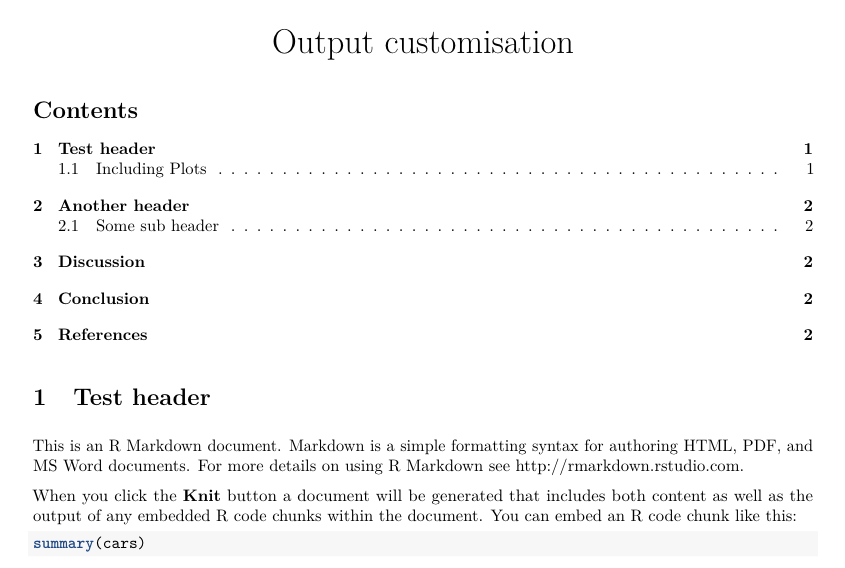 Output customisation
Contents
1 Test header 1
1.1 Including Plots . . . . . . . . . . . . . . . . . . . . . . . . . . . . . . . . . . . . . . . . . . . . 1
2 Another header 2
2.1 Some sub header . . . . . . . . . . . . . . . . . . . . . . . . . . . . . . . . . . . . . . . . . . . 2
3 Discussion 2
4 Conclusion 2
5 References 2
1 Test header
This is an R Markdown document. Markdown is a simple formatting syntax for authoring HTML, PDF, and
MS Word documents. For more details on using R Markdown see http://rmarkdown.rstudio.com.
When you click the Knit button a document will be generated that includes both content as well as the
output of any embedded R code chunks within the document. You can embed an R code chunk like this:
summary(cars)